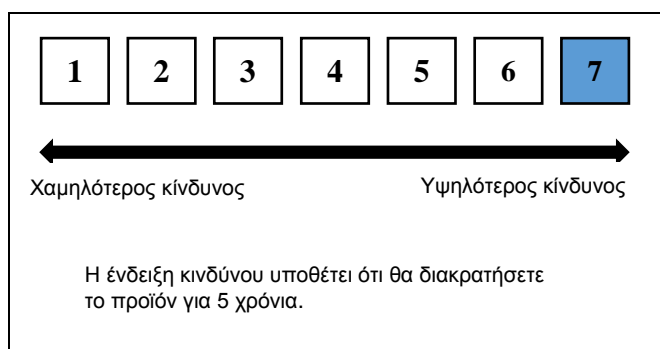 1 2 3 4 5 6 7
Χαμηλότερος κίνδυνος Υψηλότερος κίνδυνος
Η ένδειξη κινδύνου υποθέτει ότι θα διακρατήσετε
το προϊόν για 5 χρόνια.